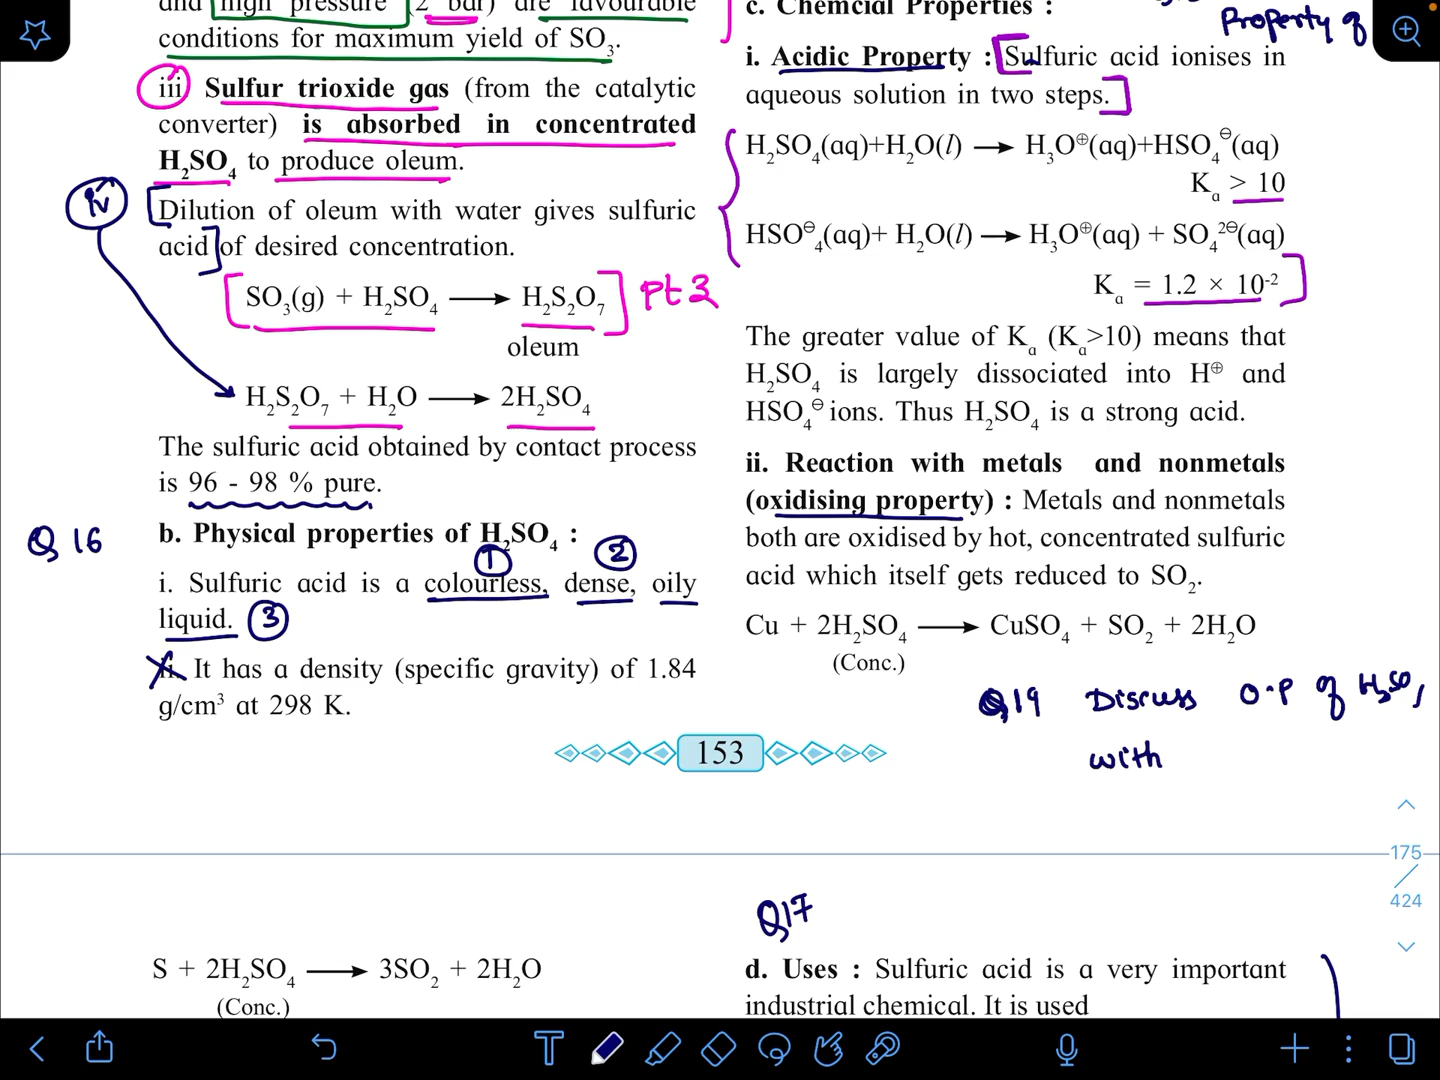 and high pressure (2 bar) are favourable
conditions for maximum yield of SO₃.
iii Sulfur trioxide gas (from the catalytic
converter) is absorbed in concentrated
H₂SO₄ to produce oleum.
iv
Dilution of oleum with water gives sulfuric
acid of desired concentration.
SO₃(g) + H₂SO₄ ⟶ H₂S₂O₇ Pt 3
oleum
H₂S₂O₇ + H₂O ⟶ 2H₂SO₄
The sulfuric acid obtained by contact process
is 96 - 98 % pure.
Q 16
b. Physical properties of H₂SO₄ :
1 2
i. Sulfuric acid is a colourless, dense, oily
liquid. 3
ii. It has a density (specific gravity) of 1.84
g/cm³ at 298 K.
c. Chemcial Properties :
Property of
i. Acidic Property : Sulfuric acid ionises in
aqueous solution in two steps.
H₂SO₄(aq)+H₂O(l) ⟶ H₃O⊕(aq)+HSO₄⊖(aq)
Kₐ > 10
HSO⊖₄(aq)+ H₂O(l) ⟶ H₃O⊕(aq) + SO₄²⊖(aq)
Kₐ = 1.2 × 10⁻²
The greater value of Kₐ (Kₐ>10) means that
H₂SO₄ is largely dissociated into H⊕ and
HSO₄⊖ ions. Thus H₂SO₄ is a strong acid.
ii. Reaction with metals and nonmetals
(oxidising property) : Metals and nonmetals
both are oxidised by hot, concentrated sulfuric
acid which itself gets reduced to SO₂.
Cu + 2H₂SO₄ ⟶ CuSO₄ + SO₂ + 2H₂O
(Conc.)
Q19 Discuss O.P of H₂SO₄
with
153
175
424
S + 2H₂SO₄ ⟶ 3SO₂ + 2H₂O
(Conc.)
Q17
d. Uses : Sulfuric acid is a very important
industrial chemical. It is used